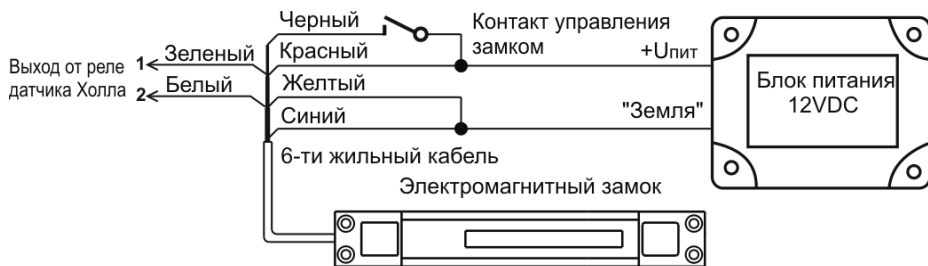 Черный
Контакт управления
замком
Зеленый
Красный
+Uпит
Выход от реле
датчика Холла
1
2
Белый
Желтый
Блок питания
12VDC
Синий
"Земля"
6-ти жильный кабель
Электромагнитный замок